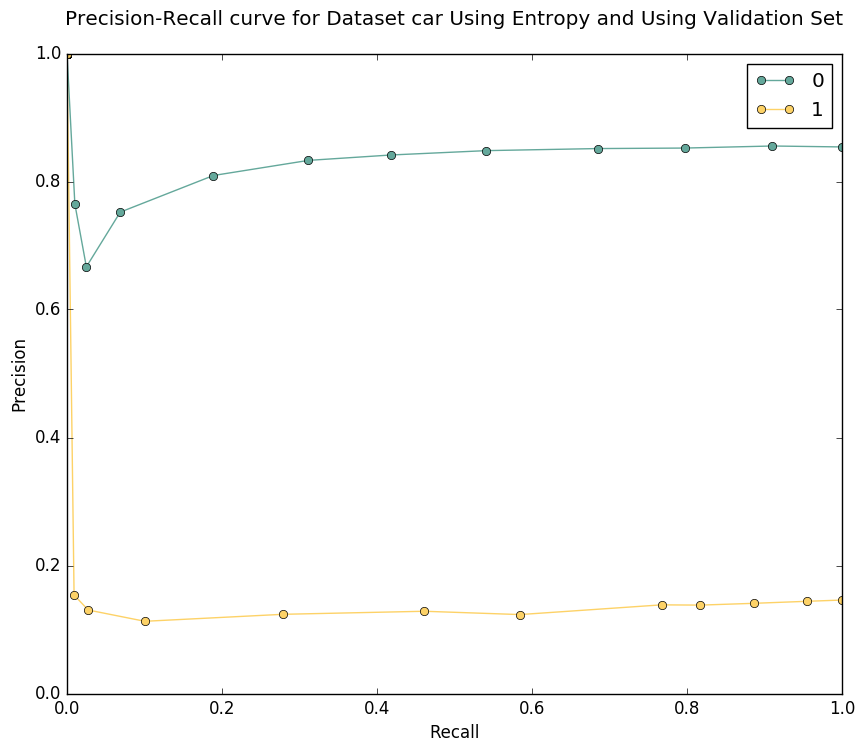 Precision-Recall curve for Dataset car Using Entropy and Using Validation Set
1.0
0
1
0.8
0.6
Precision
0.4
0.2
0.0
0.0 0.2 0.4 0.6 0.8 1.0
Recall